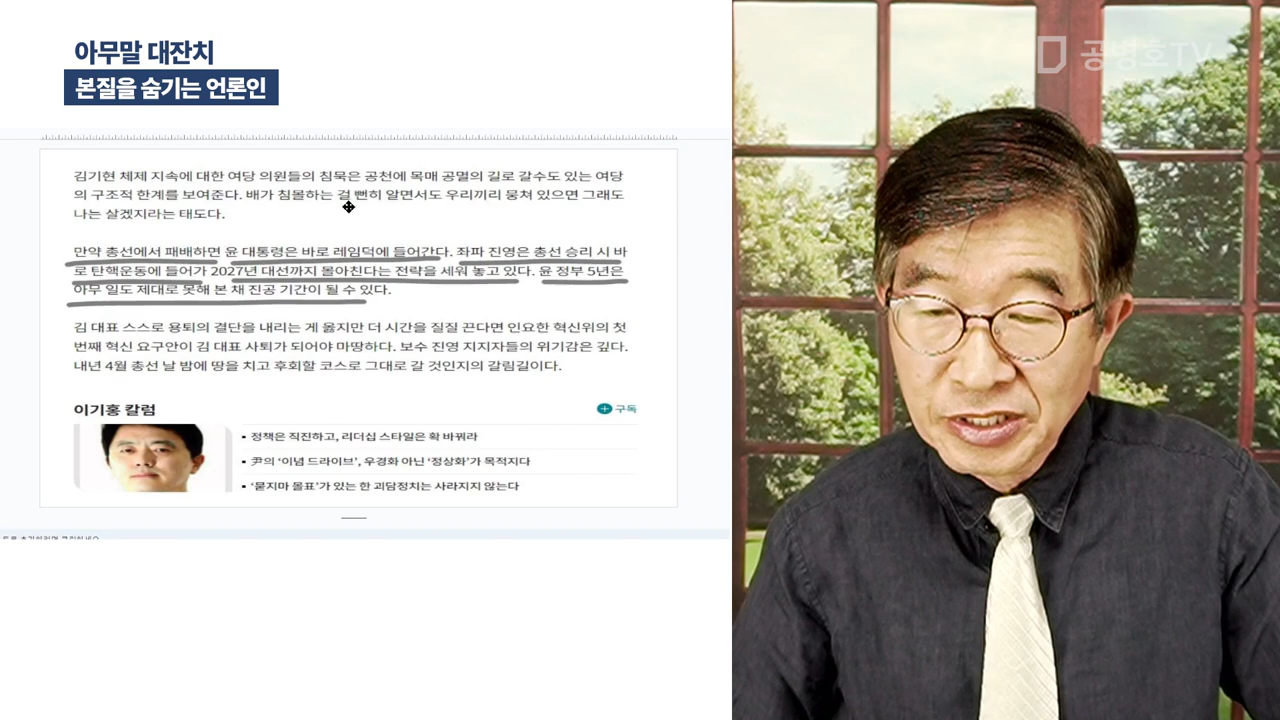 아무말 대잔치
본질을 숨기는 언론인
공병호TV
김기현 체제 지속에 대한 여당 의원들의 침묵은 공천에 목매 공멸의 길로 갈수도 있는 여당
의 구조적 한계를 보여준다. 배가 침몰하는 걸 뻔히 알면서도 우리끼리 뭉쳐 있으면 그래도
나는 살겠지라는 태도다.
만약 총선에서 패배하면 윤 대통령은 바로 레임덕에 들어간다. 좌파 진영은 총선 승리 시 바
로 탄핵운동에 들어가 2027년 대선까지 몰아친다는 전략을 세워 놓고 있다. 윤 정부 5년은
아무 일도 제대로 못해 본 채 진공 기간이 될 수 있다.
김 대표 스스로 용퇴의 결단을 내리는 게 옳지만 더 시간을 질질 끈다면 인요한 혁신위의 첫
번째 혁신 요구안이 김 대표 사퇴가 되어야 마땅하다. 보수 진영 지지자들의 위기감은 깊다.
내년 4월 총선 날 밤에 땅을 치고 후회할 코스로 그대로 갈 것인지의 갈림길이다.
이기홍 칼럼
구독
▪ 정책은 직진하고, 리더십 스타일은 확 바꿔라
▪ 尹의 ‘이념 드라이브’, 우경화 아닌 ‘정상화’가 목적지다
▪ ‘묻지마 몰표’가 있는 한 괴담정치는 사라지지 않는다